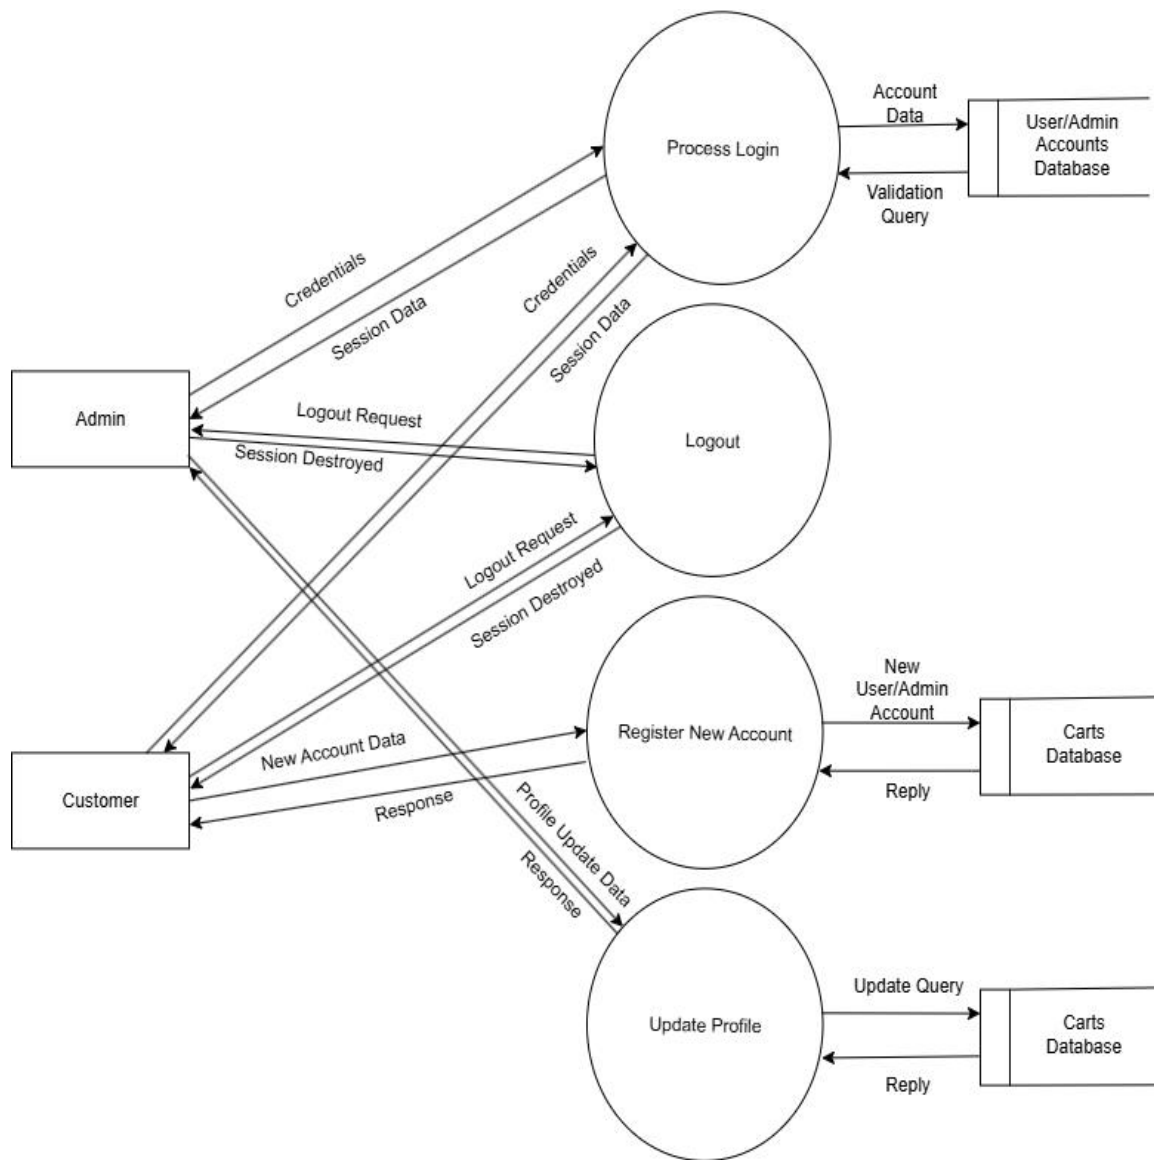 Account
Data
User/Admin
Accounts
Database
Process Login
Validation
Query
Credentials
Credentials
Session Data
Session Data
Admin
Logout Request
Session Destroyed
Logout
Logout Request
Session Destroyed
New
User/Admin
Account
Register New Account
Carts
Database
New Account Data
Customer
Response
Reply
Profile Update Data
Response
Update Query
Update Profile
Carts
Database
Reply